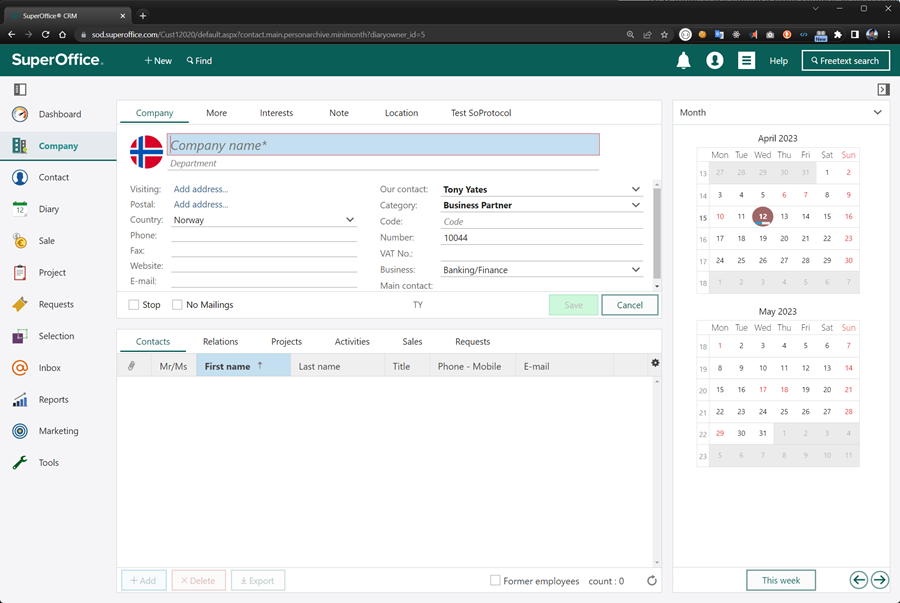 SuperOffice® CRM
sod.superoffice.com/Cust12020/default.aspx?contact.main.personarchive.minimonth?diaryowner_id=5
New
SuperOffice.
+ New
Find
Help
Freetext search
Dashboard
Company
Contact
12
Diary
Sale
Project
Requests
Selection
Inbox
Reports
Marketing
Tools
Company More Interests Note Location Test SoProtocol
Company name*
Department
Visiting: Add address...
Postal: Add address...
Country: Norway
Phone:
Fax:
Website:
E-mail:
Our contact: Tony Yates
Category: Business Partner
Code: Code
Number: 10044
VAT No.:
Business: Banking/Finance
Main contact:
Stop No Mailings TY Save Cancel
Contacts Relations Projects Activities Sales Requests
Mr/Ms First name ↑ Last name Title Phone - Mobile E-mail
+ Add × Delete Export Former employees count : 0
Month
April 2023
Mon Tue Wed Thu Fri Sat Sun
13 27 28 29 30 31 1 2
14 3 4 5 6 7 8 9
15 10 11 12 13 14 15 16
16 17 18 19 20 21 22 23
17 24 25 26 27 28 29 30
18 1 2 3 4 5 6 7
May 2023
Mon Tue Wed Thu Fri Sat Sun
18 1 2 3 4 5 6 7
19 8 9 10 11 12 13 14
20 15 16 17 18 19 20 21
21 22 23 24 25 26 27 28
22 29 30 31 1 2 3 4
23 5 6 7 8 9 10 11
This week